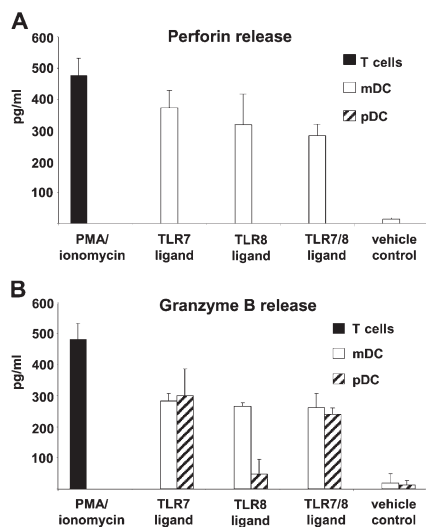 A
Perforin release
600
500
400
300
200
100
pg/ml
T cells
mDC
pDC
PMA/
ionomycin
TLR7
ligand
TLR8
ligand
TLR7/8
ligand
vehicle
control
B
Granzyme B release
600
500
400
300
200
100
pg/ml
T cells
mDC
pDC
PMA/
ionomycin
TLR7
ligand
TLR8
ligand
TLR7/8
ligand
vehicle
control